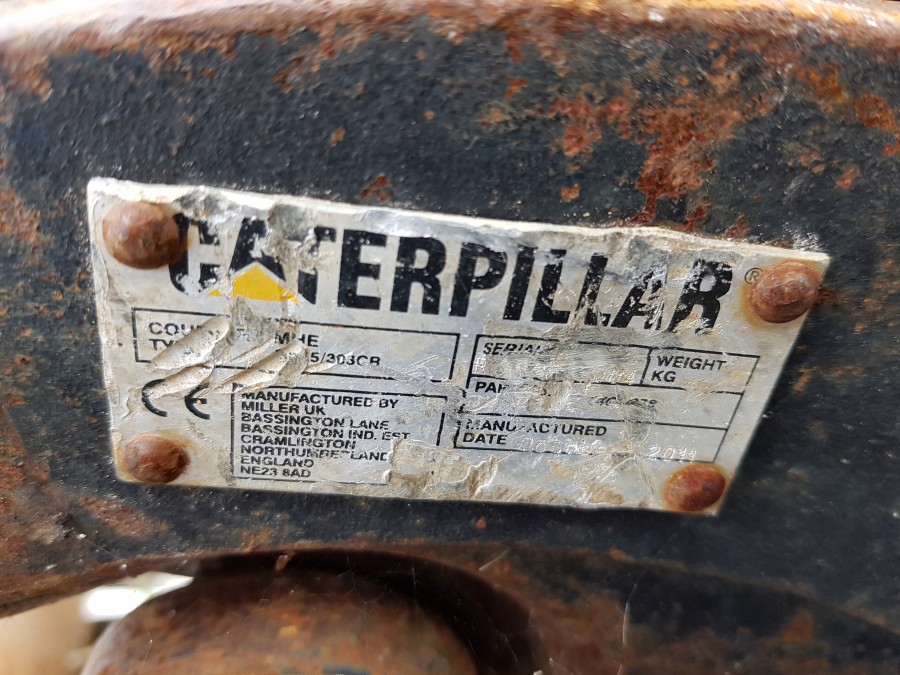 CATERPILLAR®
MHE
/303CR
SERIAL
WEIGHT
KG
CE
MANUFACTURED BY
MILLER UK
BASSINGTON LANE
BASSINGTON IND. EST
CRAMLINGTON
NORTHUMBERLAND
ENGLAND
NE23 8AD
MANUFACTURED
DATE 2011